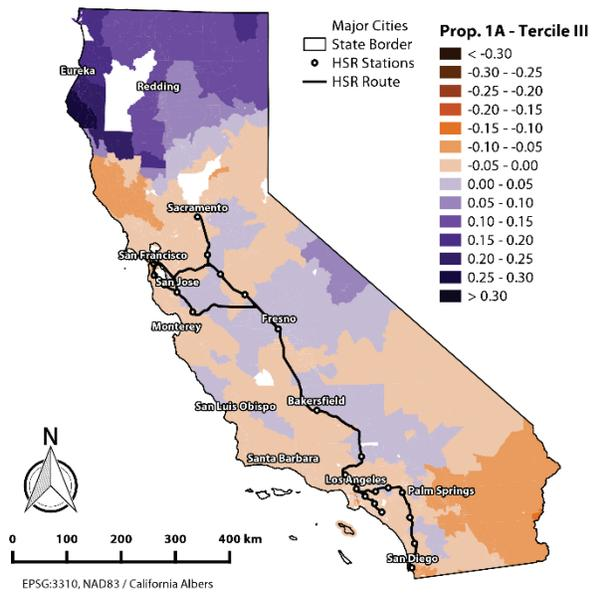 Major Cities
State Border
HSR Stations
HSR Route
Prop. 1A - Tercile III
< -0.30
-0.30 - -0.25
-0.25 - -0.20
-0.20 - -0.15
-0.15 - -0.10
-0.10 - -0.05
-0.05 - 0.00
0.00 - 0.05
0.05 - 0.10
0.10 - 0.15
0.15 - 0.20
0.20 - 0.25
0.25 - 0.30
> 0.30
Eureka
Redding
Sacramento
San Francisco
San Jose
Monterey
Fresno
San Luis Obispo
Bakersfield
Santa Barbara
Los Angeles
Palm Springs
San Diego
N
0 100 200 300 400 km
EPSG:3310, NAD83 / California Albers